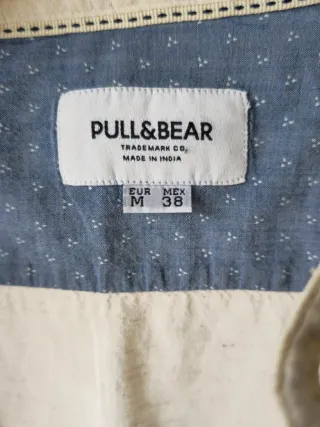 PULL&BEAR
TRADEMARK CO.
MADE IN INDIA
EUR MEX
M 38